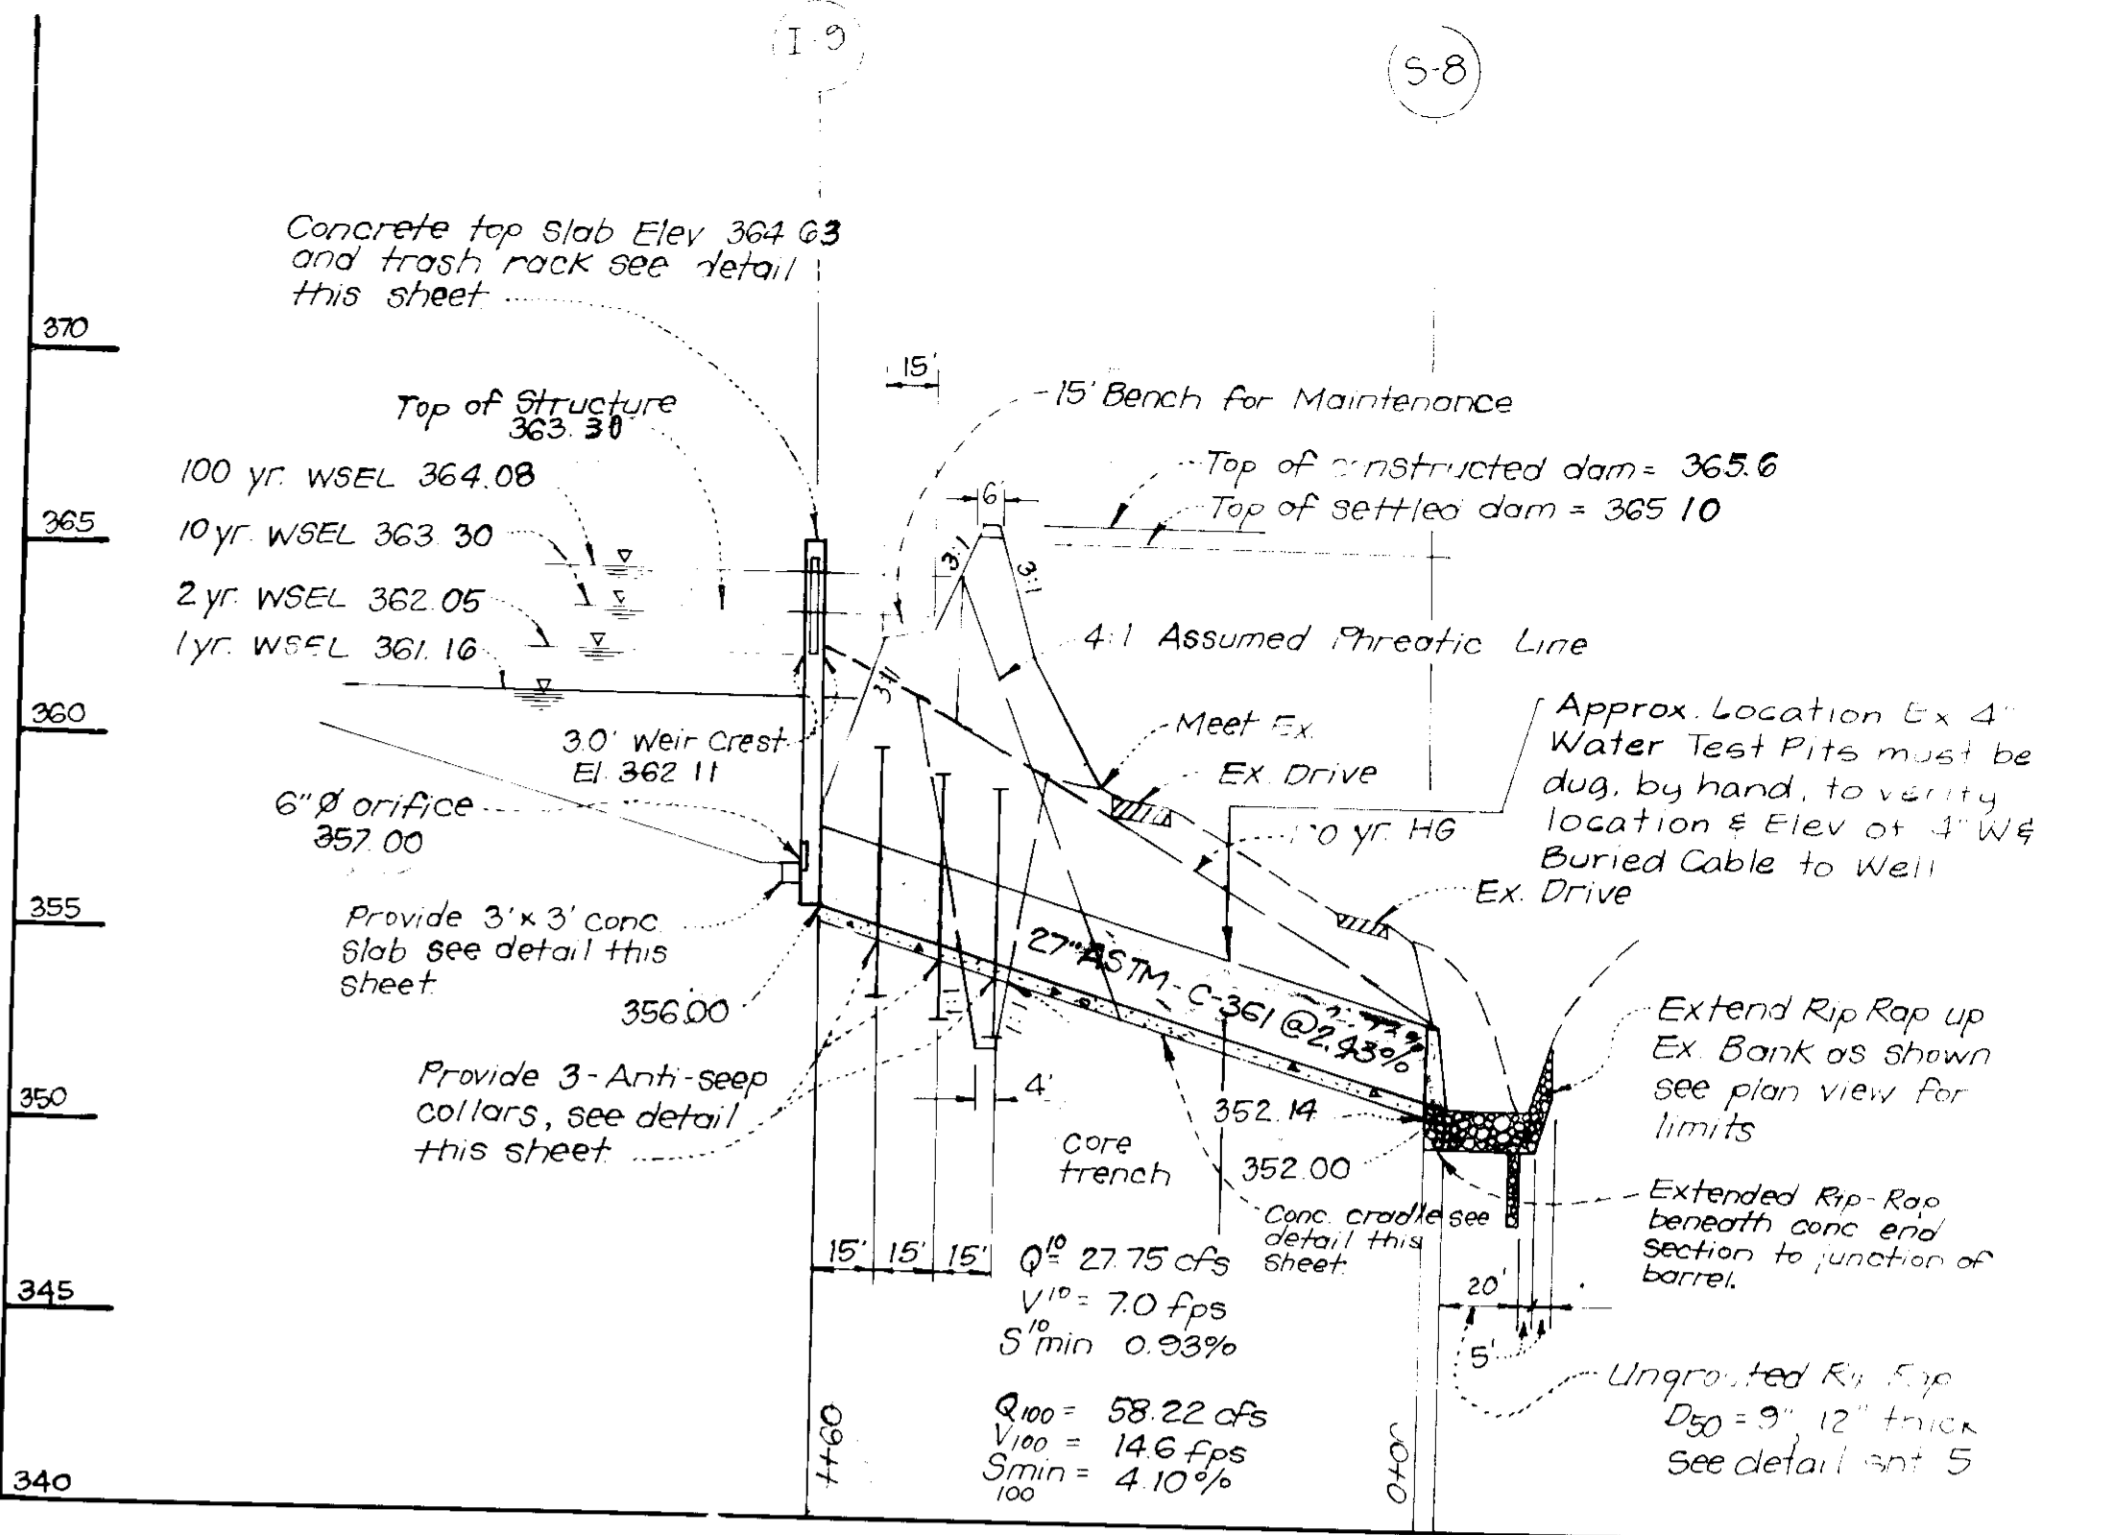 I-9
S-8
Concrete top Slab Elev 364.63
and trash rack see detail
this sheet
370
15'
15' Bench for Maintenance
Top of Structure
363.30
100 yr. WSEL 364.08
Top of constructed dam = 365.6
6'
Top of settled dam = 365.10
365
10 yr. WSEL 363.30
3:1
3:1
2 yr. WSEL 362.05
1 yr. WSEL 361.16
4:1 Assumed Phreatic Line
3:1
360
Approx. Location Ex 4"
Water Test Pits must be
dug, by hand, to verify
location & Elev of 4" W &
Buried Cable to Well
Meet Ex.
3.0' Weir Crest
El. 362.11
Ex. Drive
6" Ø orifice
357.00
yr. HG
Ex. Drive
355
Provide 3' x 3' conc.
slab see detail this
sheet.
27" ASTM-C-361 @
356.00
Extend Rip Rap up
Ex. Bank as shown
see plan view for
limits
Provide 3-Anti-seep
collars, see detail
this sheet
350
4'
352.14
core
trench
352.00
Extended Rip-Rap
beneath conc end
section to junction of
barrel.
Conc. cradle see
detail this
sheet.
15' 15' 15'
Q10 = 27.75 cfs
V10 = 7.0 fps
S10 min 0.93%
345
20'
5'
Ungrouted Rip Rap
D50 = 9", 12" thick
see detail sht 5
Q100 = 58.22 cfs
V100 = 14.6 fps
Smin = 4.10%
100
340
0+00